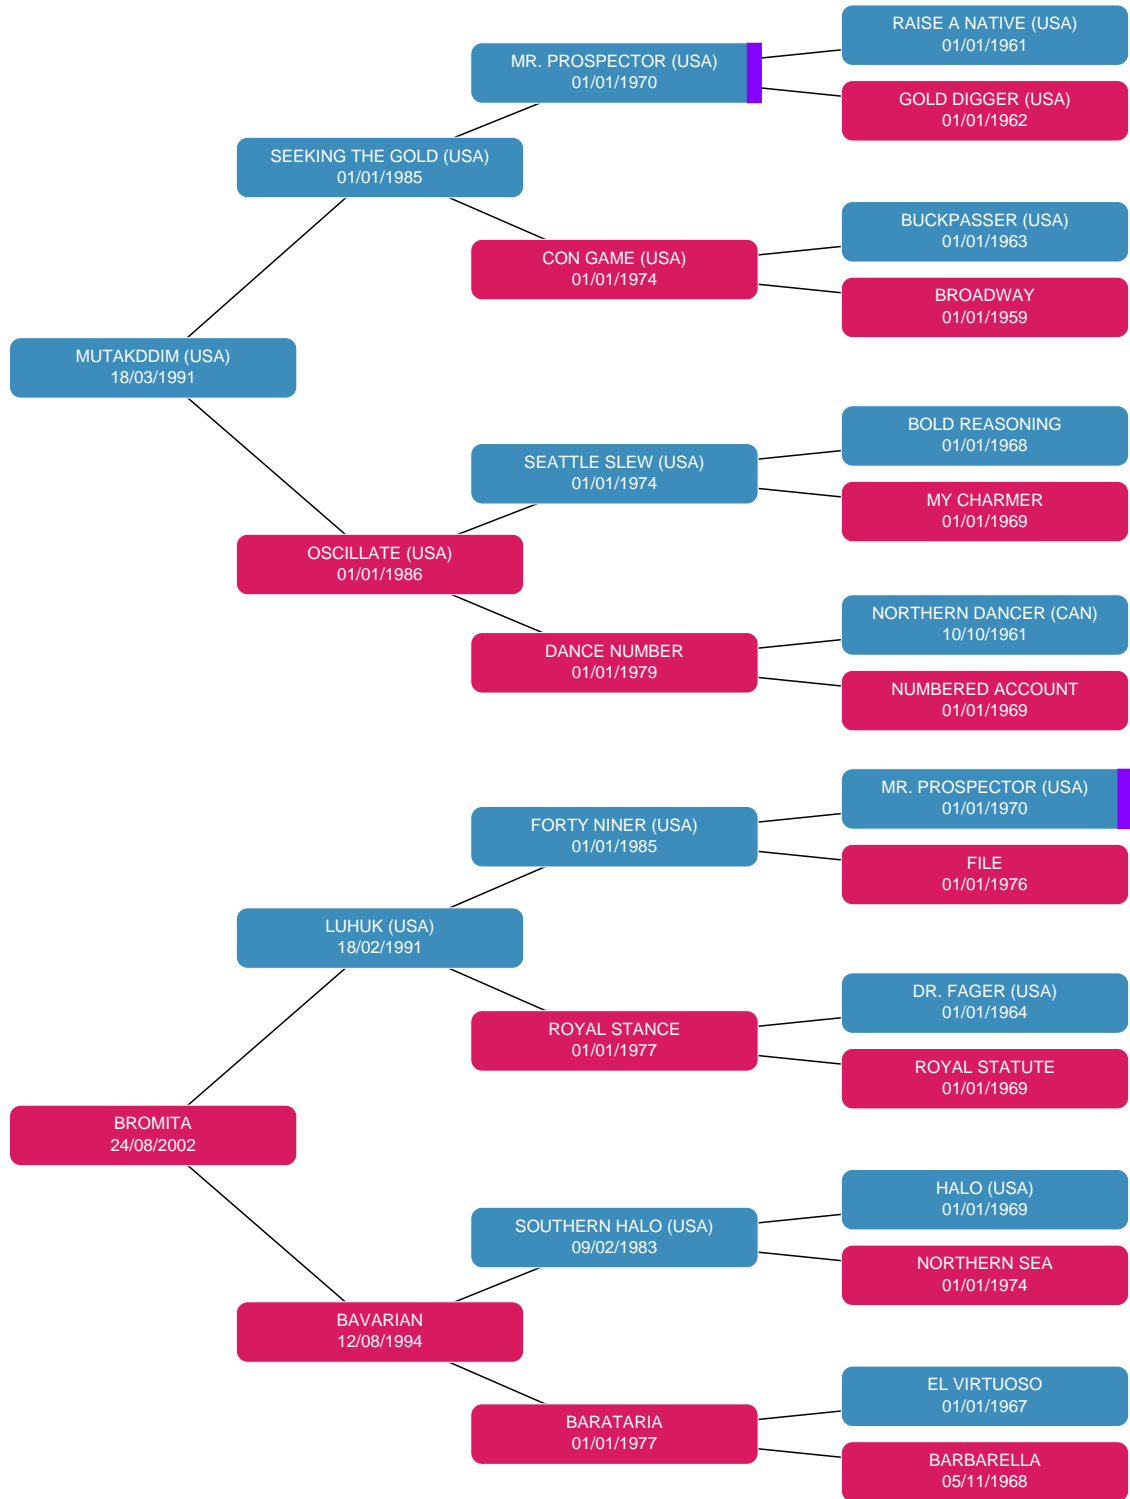 RAISE A NATIVE (USA)
01/01/1961
MR. PROSPECTOR (USA)
01/01/1970
GOLD DIGGER (USA)
01/01/1962
SEEKING THE GOLD (USA)
01/01/1985
BUCKPASSER (USA)
01/01/1963
CON GAME (USA)
01/01/1974
BROADWAY
01/01/1959
MUTAKDDIM (USA)
18/03/1991
BOLD REASONING
01/01/1968
SEATTLE SLEW (USA)
01/01/1974
MY CHARMER
01/01/1969
OSCILLATE (USA)
01/01/1986
NORTHERN DANCER (CAN)
10/10/1961
DANCE NUMBER
01/01/1979
NUMBERED ACCOUNT
01/01/1969
MR. PROSPECTOR (USA)
01/01/1970
FORTY NINER (USA)
01/01/1985
FILE
01/01/1976
LUHUK (USA)
18/02/1991
DR. FAGER (USA)
01/01/1964
ROYAL STANCE
01/01/1977
ROYAL STATUTE
01/01/1969
BROMITA
24/08/2002
HALO (USA)
01/01/1969
SOUTHERN HALO (USA)
09/02/1983
NORTHERN SEA
01/01/1974
BAVARIAN
12/08/1994
EL VIRTUOSO
01/01/1967
BARATARIA
01/01/1977
BARBARELLA
05/11/1968